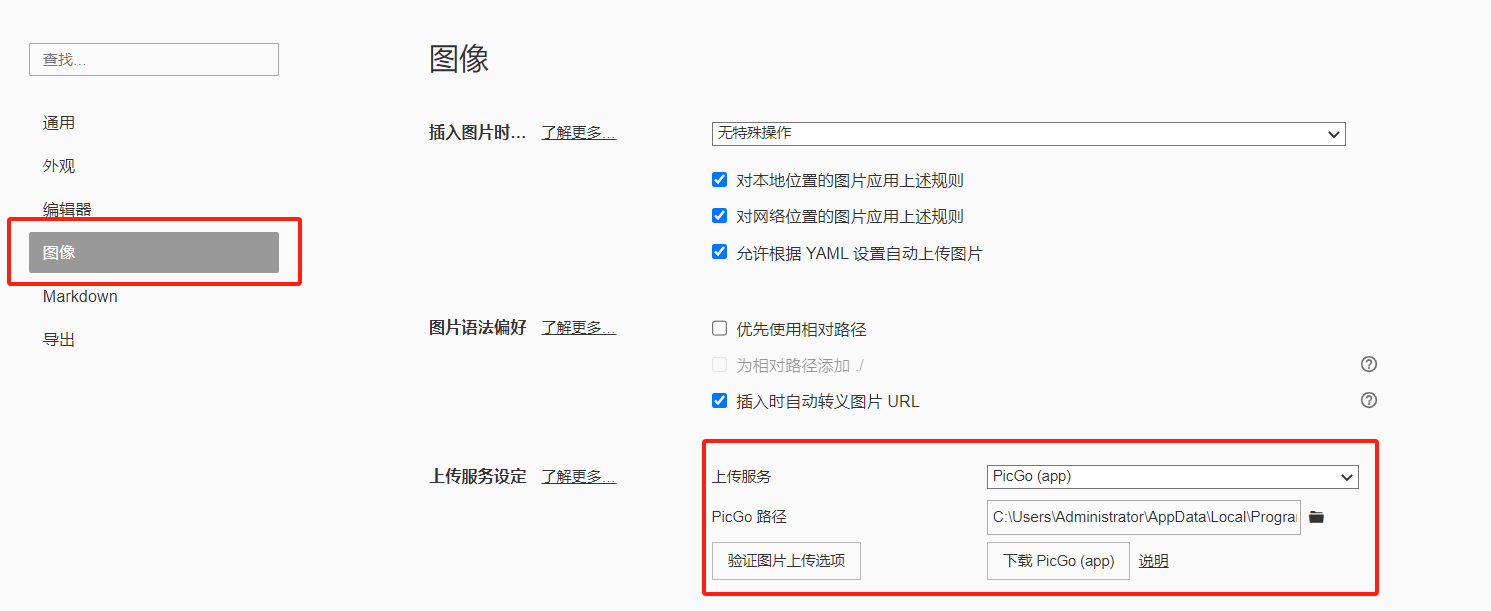 查找...
通用
外观
编辑器
图像
Markdown
导出
图像
插入图片时... 了解更多...
无特殊操作
对本地位置的图片应用上述规则
对网络位置的图片应用上述规则
允许根据 YAML 设置自动上传图片
图片语法偏好 了解更多...
优先使用相对路径
为相对路径添加 ./
插入时自动转义图片 URL
上传服务设定 了解更多...
上传服务 PicGo (app)
PicGo 路径 C:\Users\Administrator\AppData\Local\Progra
验证图片上传选项 下载 PicGo (app) 说明